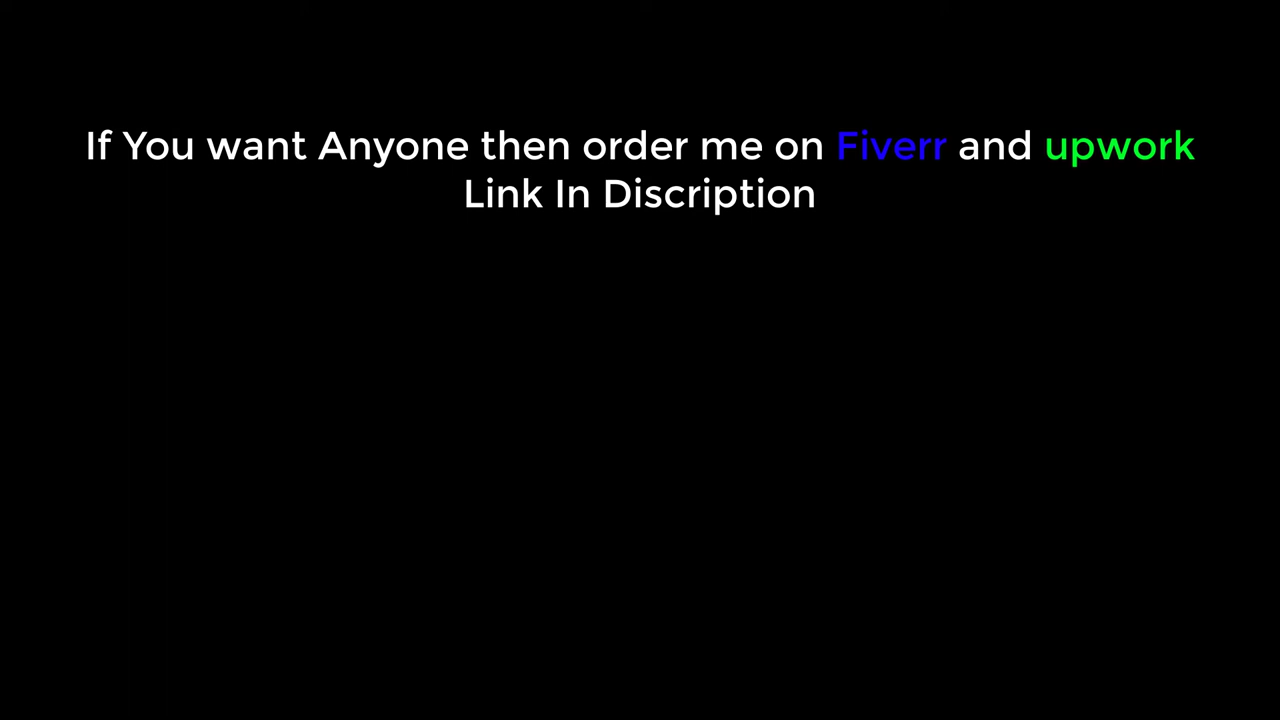 If You want Anyone then order me on Fiverr and upwork
Link In Discription